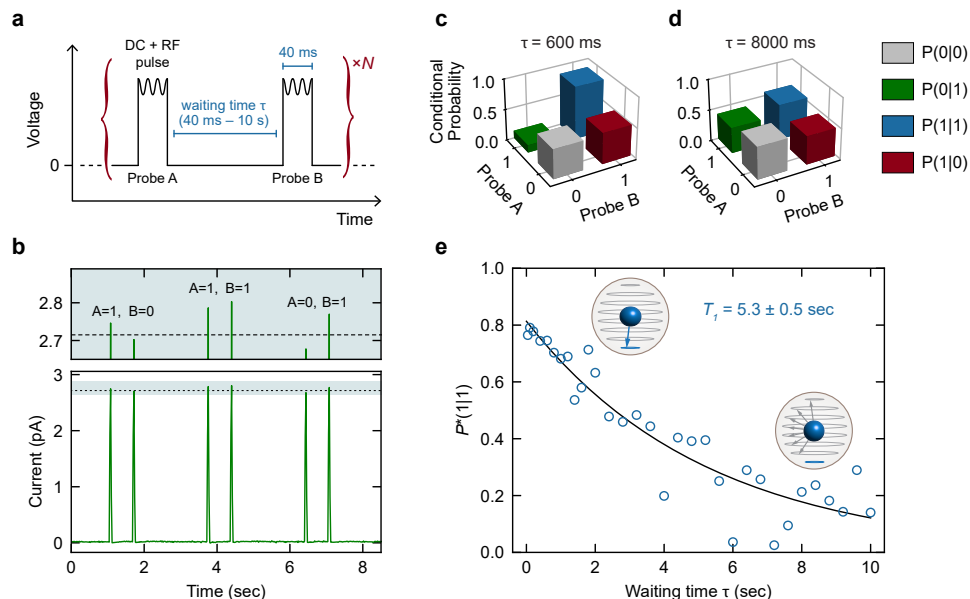 a
DC + RF
pulse
40 ms
×N
waiting time τ
(40 ms – 10 s)
Voltage
0
Probe A
Probe B
Time
b
A=1, B=0
A=1, B=1
A=0, B=1
2.8
2.7
3
2
1
0
Current (pA)
0
2
4
6
8
Time (sec)
c
τ = 600 ms
Conditional
Probability
1.0
0.5
0.0
1
0
Probe A
0
1
Probe B
d
τ = 8000 ms
1.0
0.5
0.0
1
0
Probe A
0
1
Probe B
P(0|0)
P(0|1)
P(1|1)
P(1|0)
e
1.0
0.8
0.6
0.4
0.2
0.0
P*(1|1)
T1 = 5.3 ± 0.5 sec
0
2
4
6
8
10
Waiting time τ (sec)